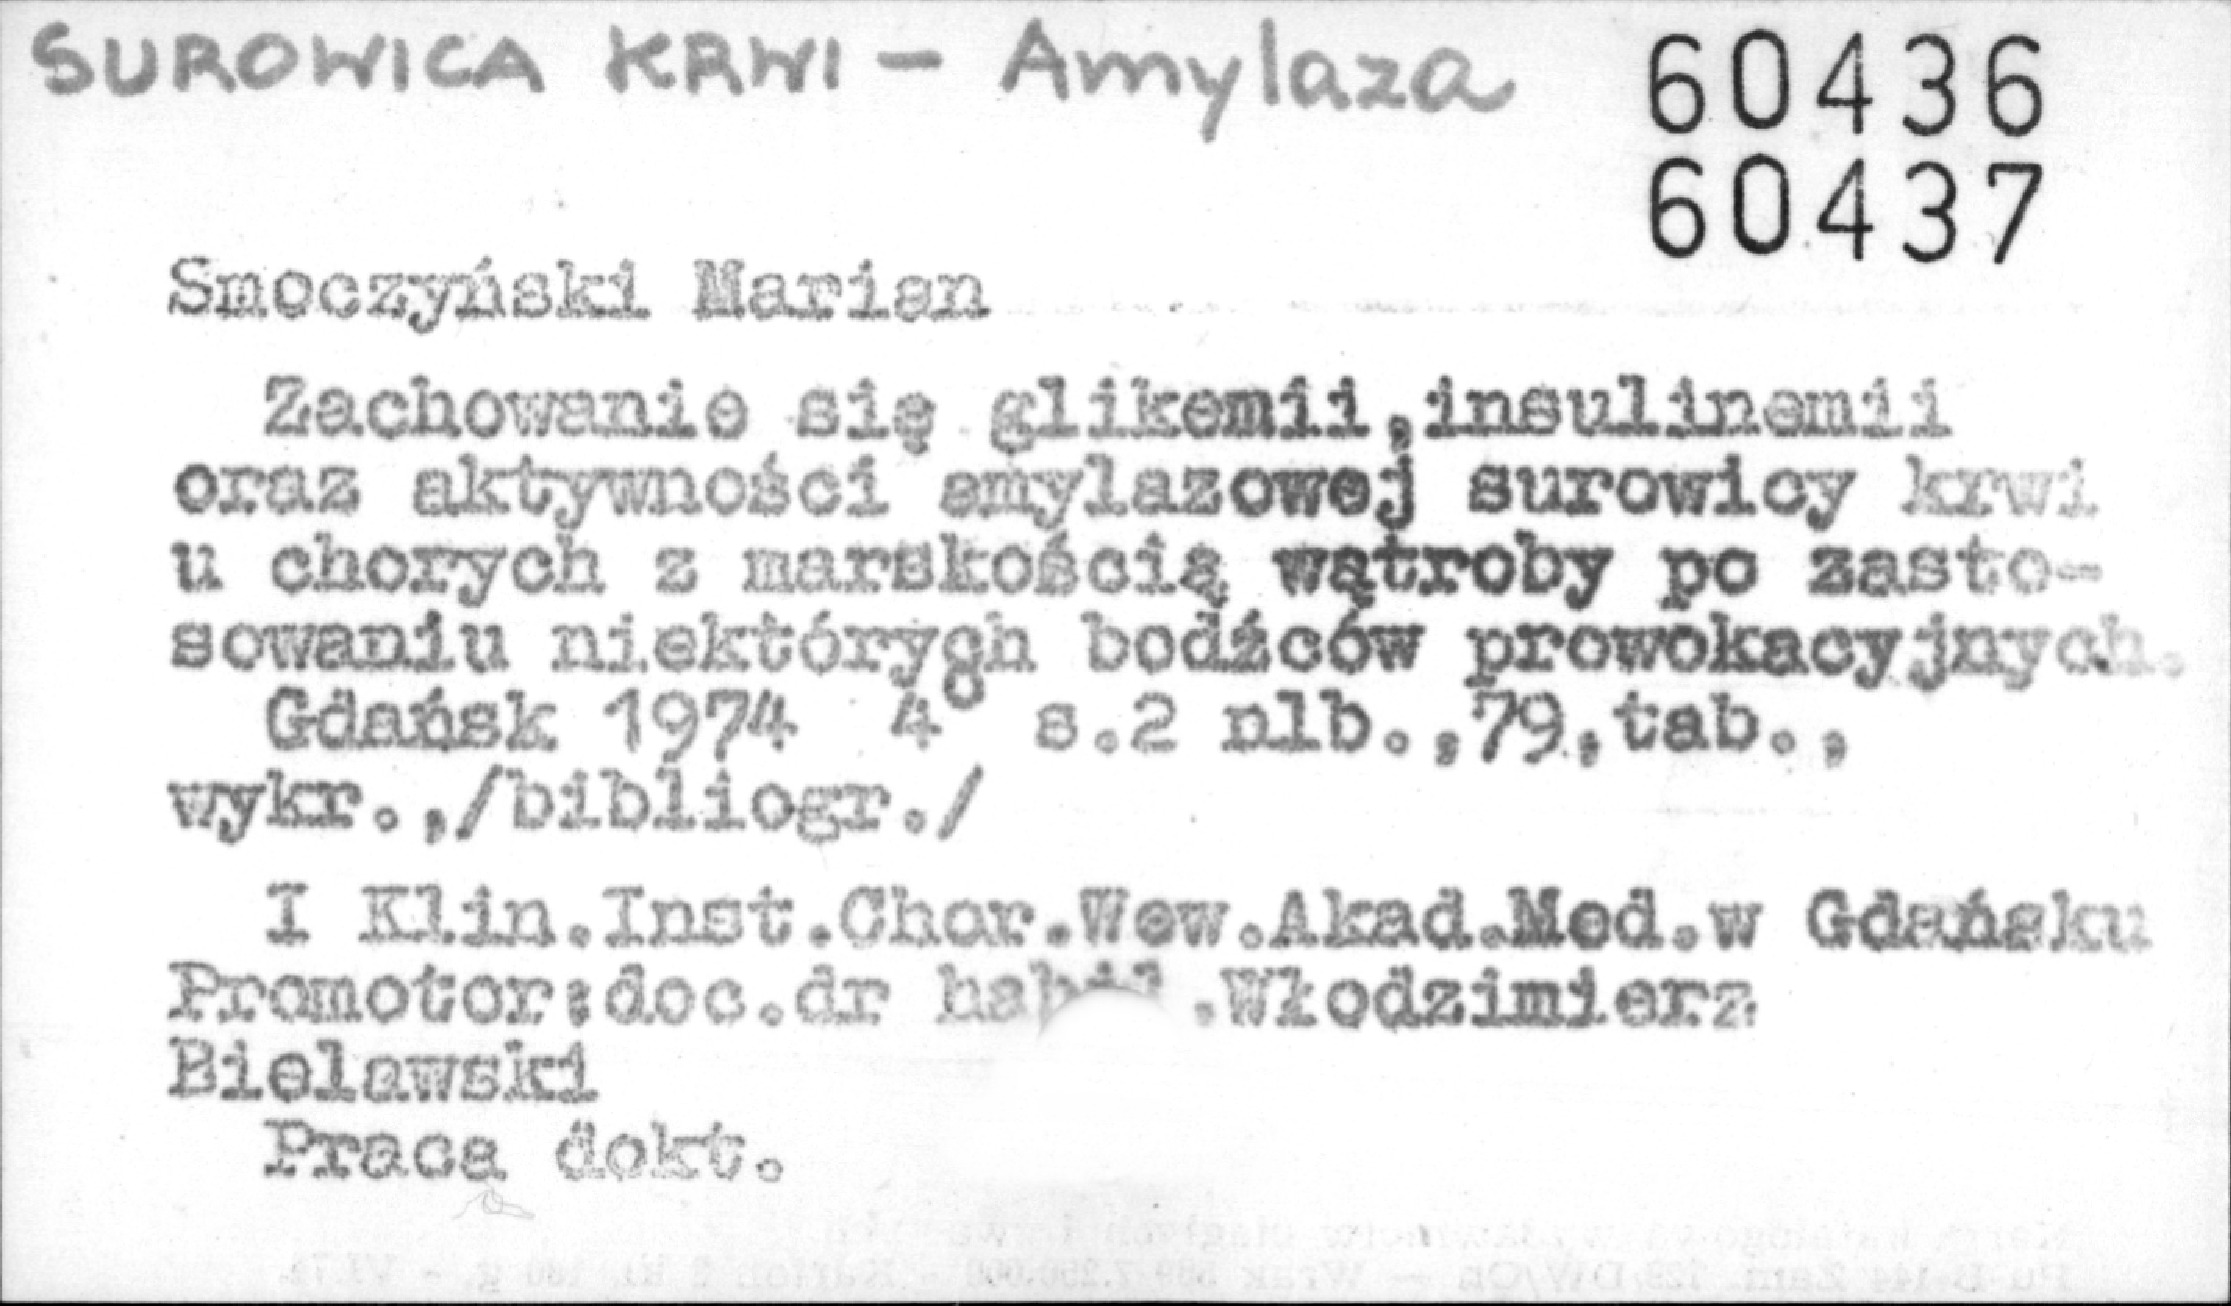 SUROWICA KRWI – Amylaza
60436
60437
Smoczyński Marian
Zachowanie się glikemii,insulinemii
oraz aktywności amylazowej surowicy krwi
u chorych z marskością wątroby po zasto-
sowaniu niektórych bodźców prowokacyjnych.
Gdańsk 1974 4° s.2 nlb.,79,tab.,
wykr.,/bibliogr./
I Klin.Inst.Chor.Wew.Akad.Med.w Gdańsku
Promotor:doc.dr habil.Włodzimierz
Bielawski
Praca dokt.